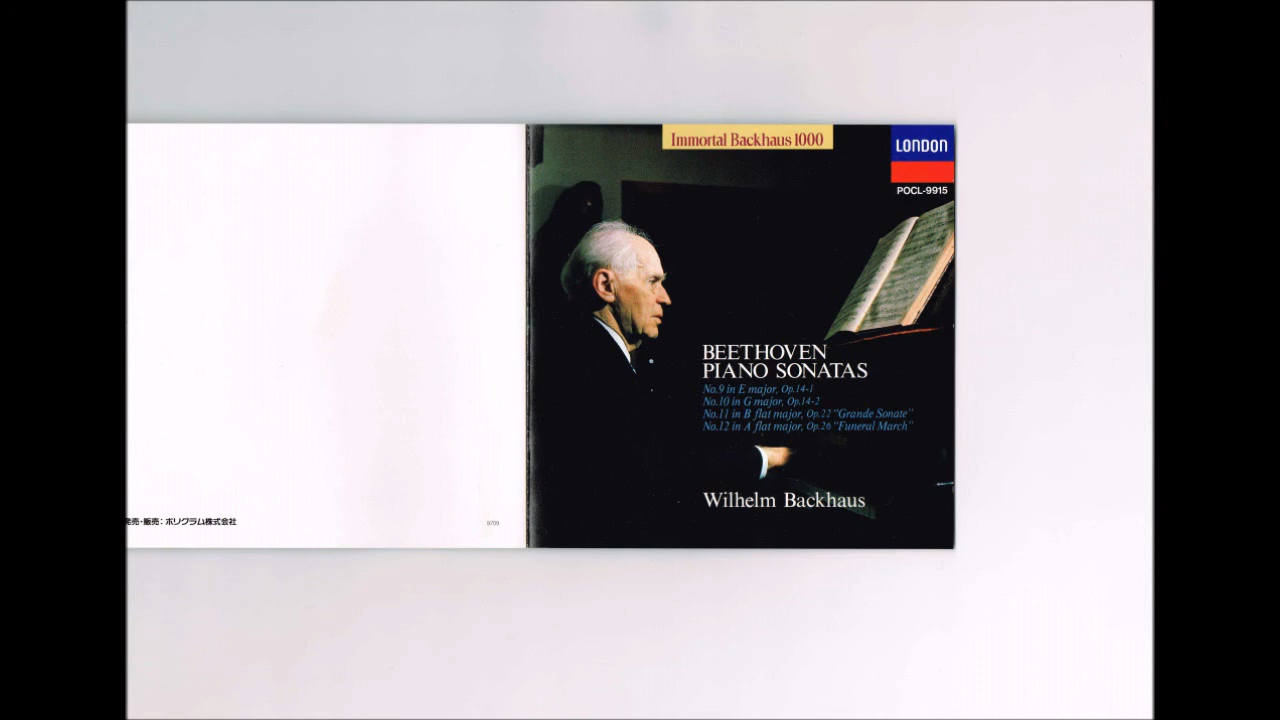 Immortal Backhaus 1000
LONDON
POCL-9915
BEETHOVEN
PIANO SONATAS
No.9 in E major, Op.14-1
No.10 in G major, Op.14-2
No.11 in B flat major, Op.22 "Grande Sonate"
No.12 in A flat major, Op.26 "Funeral March"
Wilhelm Backhaus
発売・販売：ポリグラム株式会社
9709